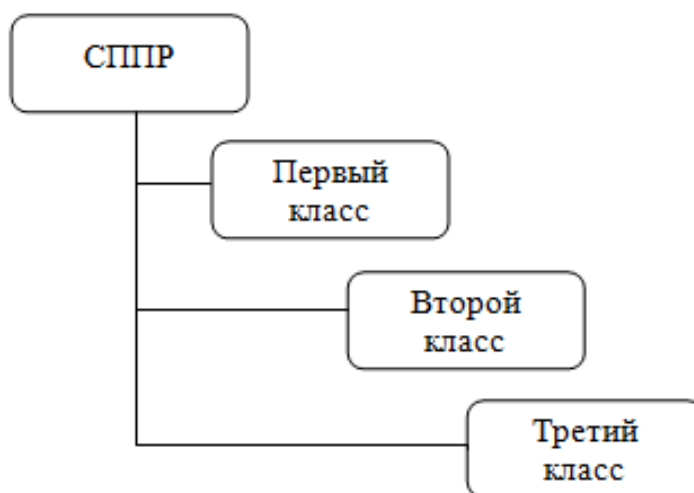 СППР
Первый
класс
Второй
класс
Третий
класс